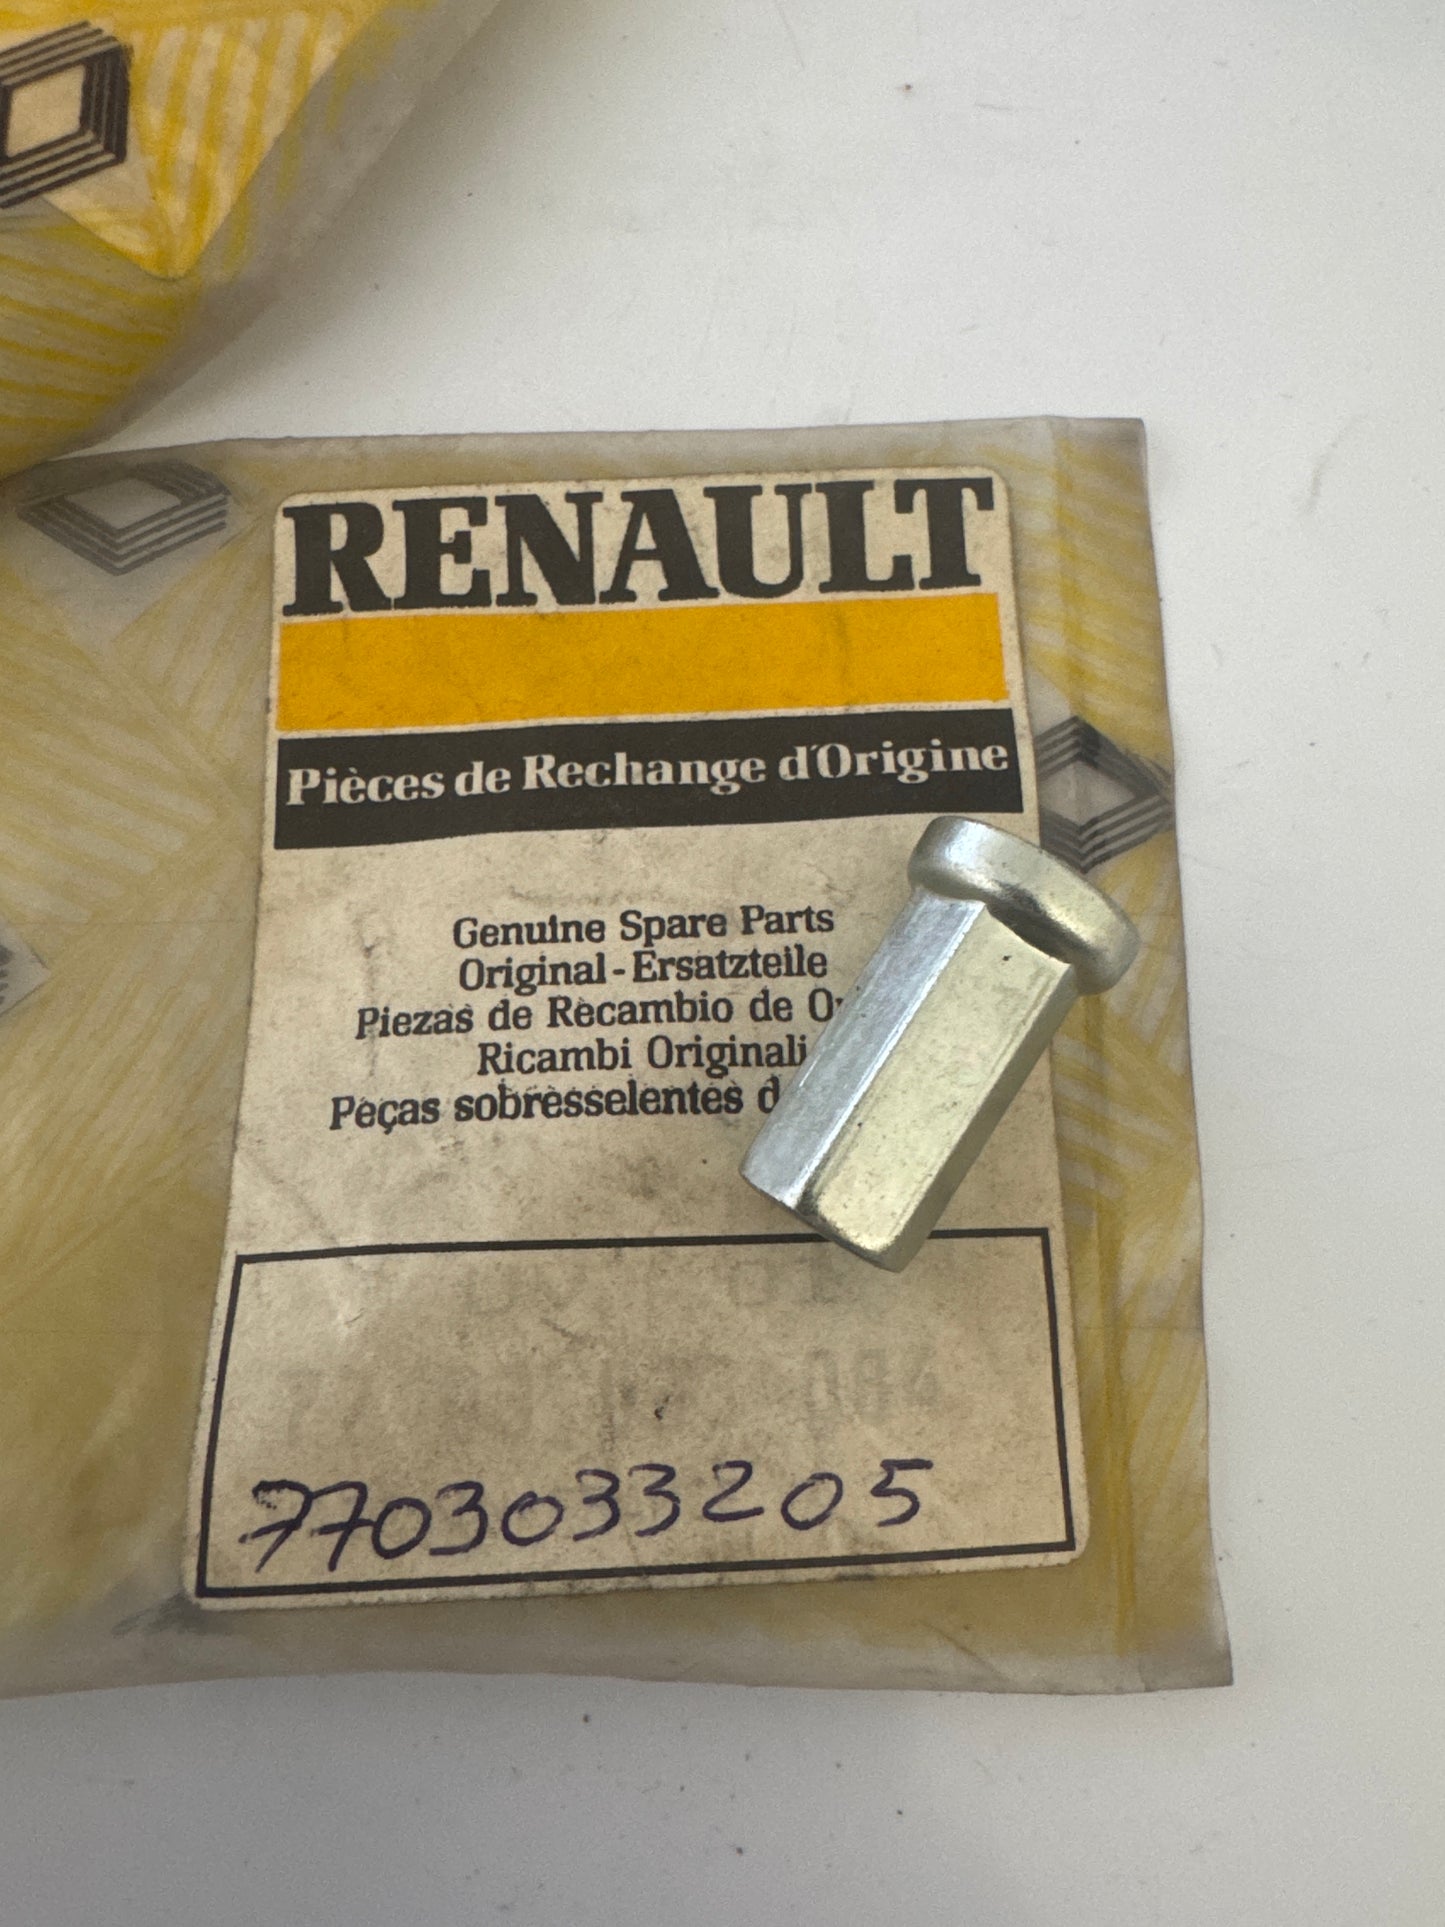 RENAULT
Pièces de Rechange d'Origine
Genuine Spare Parts
Original-Ersatzteile
Piezas de Recambio de
Ricambi Originali
Peças sobresselentes
7703033205